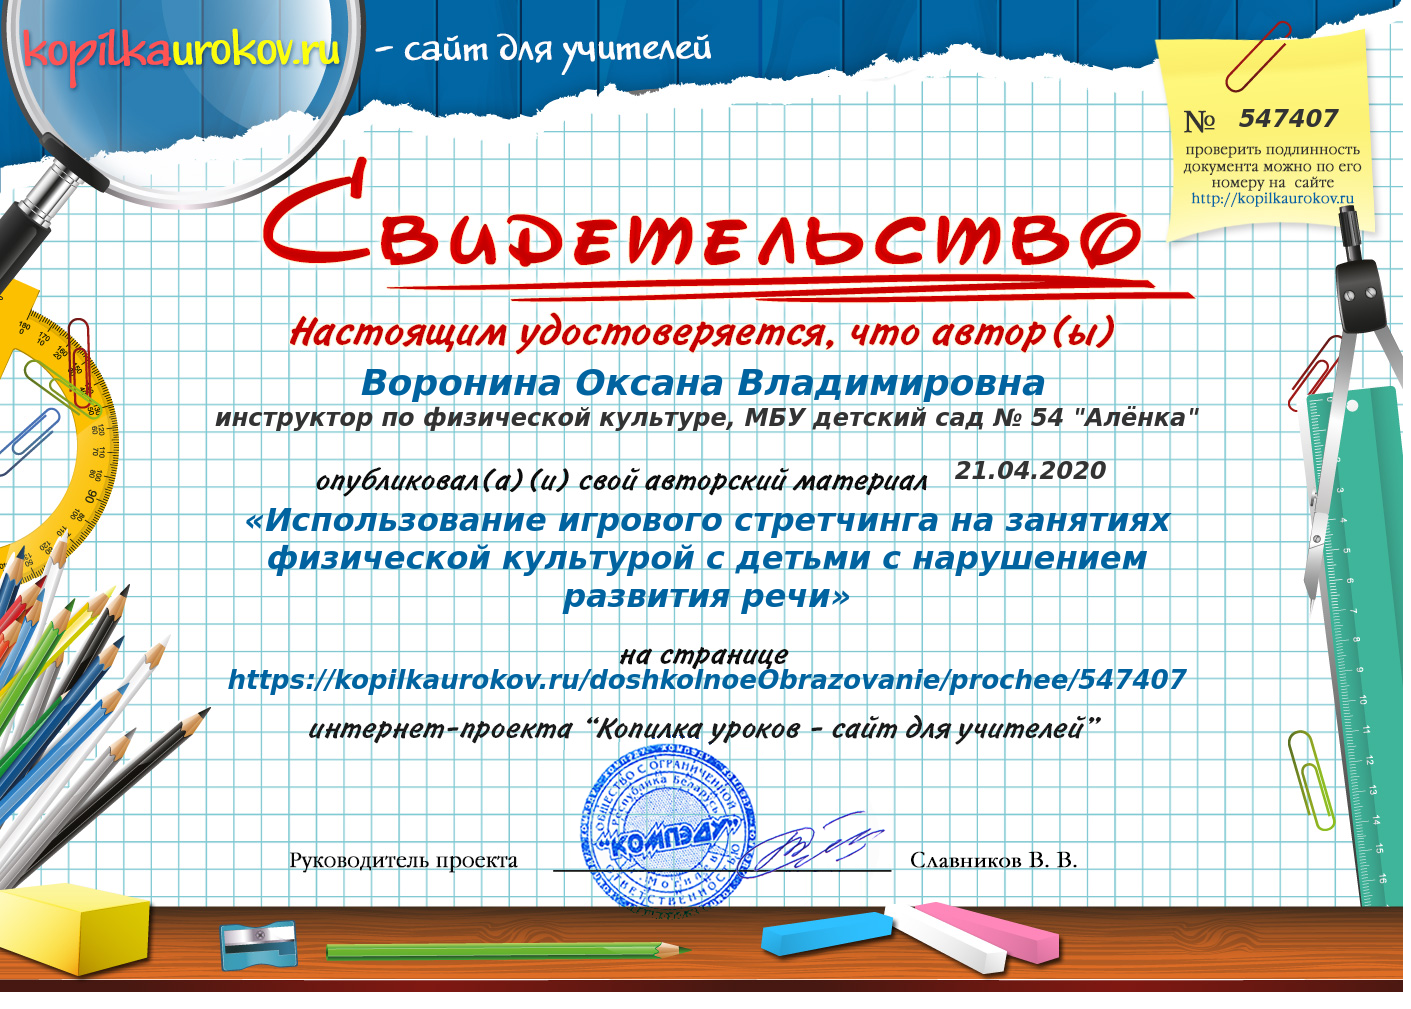 kopilkaurokov.ru - сайт для учителей
№ 547407
проверить подлинность
документа можно по его
номеру на сайте
http://kopilkaurokov.ru
Свидетельство
Настоящим удостоверяется, что автор(ы)
Воронина Оксана Владимировна
инструктор по физической культуре, МБУ детский сад № 54 "Алёнка"
опубликовал(а)(и) свой авторский материал 21.04.2020
«Использование игрового стретчинга на занятиях
физической культурой с детьми с нарушением
развития речи»
на странице
https://kopilkaurokov.ru/doshkolnoeObrazovanie/prochee/547407
интернет-проекта “Копилка уроков - сайт для учителей”
ОБЩЕСТВО С ОГРАНИЧЕННОЙ
ОТВЕТСТВЕННОСТЬЮ
Республика Беларусь
"КОМПЭДУ"
г. Могилев
Руководитель проекта
Славников В. В.